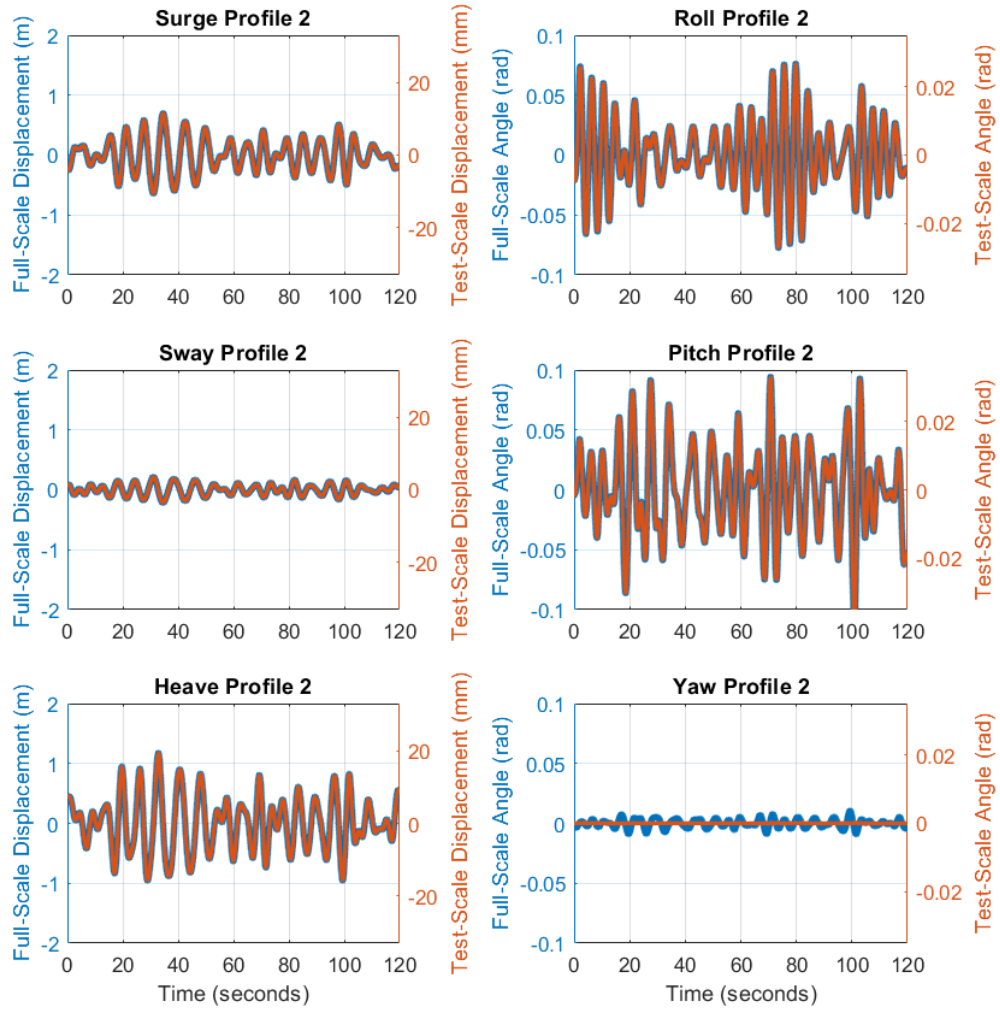 Surge Profile 2
Full-Scale Displacement (m)
2
1
0
-1
-2
Test-Scale Displacement (mm)
20
0
-20
0 20 40 60 80 100 120
Roll Profile 2
Full-Scale Angle (rad)
0.1
0.05
0
-0.05
-0.1
Test-Scale Angle (rad)
0.02
0
-0.02
0 20 40 60 80 100 120
Sway Profile 2
Full-Scale Displacement (m)
2
1
0
-1
-2
Test-Scale Displacement (mm)
20
0
-20
0 20 40 60 80 100 120
Pitch Profile 2
Full-Scale Angle (rad)
0.1
0.05
0
-0.05
-0.1
Test-Scale Angle (rad)
0.02
0
-0.02
0 20 40 60 80 100 120
Heave Profile 2
Full-Scale Displacement (m)
2
1
0
-1
-2
Test-Scale Displacement (mm)
20
0
-20
0 20 40 60 80 100 120
Time (seconds)
Yaw Profile 2
Full-Scale Angle (rad)
0.1
0.05
0
-0.05
-0.1
Test-Scale Angle (rad)
0.02
0
-0.02
0 20 40 60 80 100 120
Time (seconds)